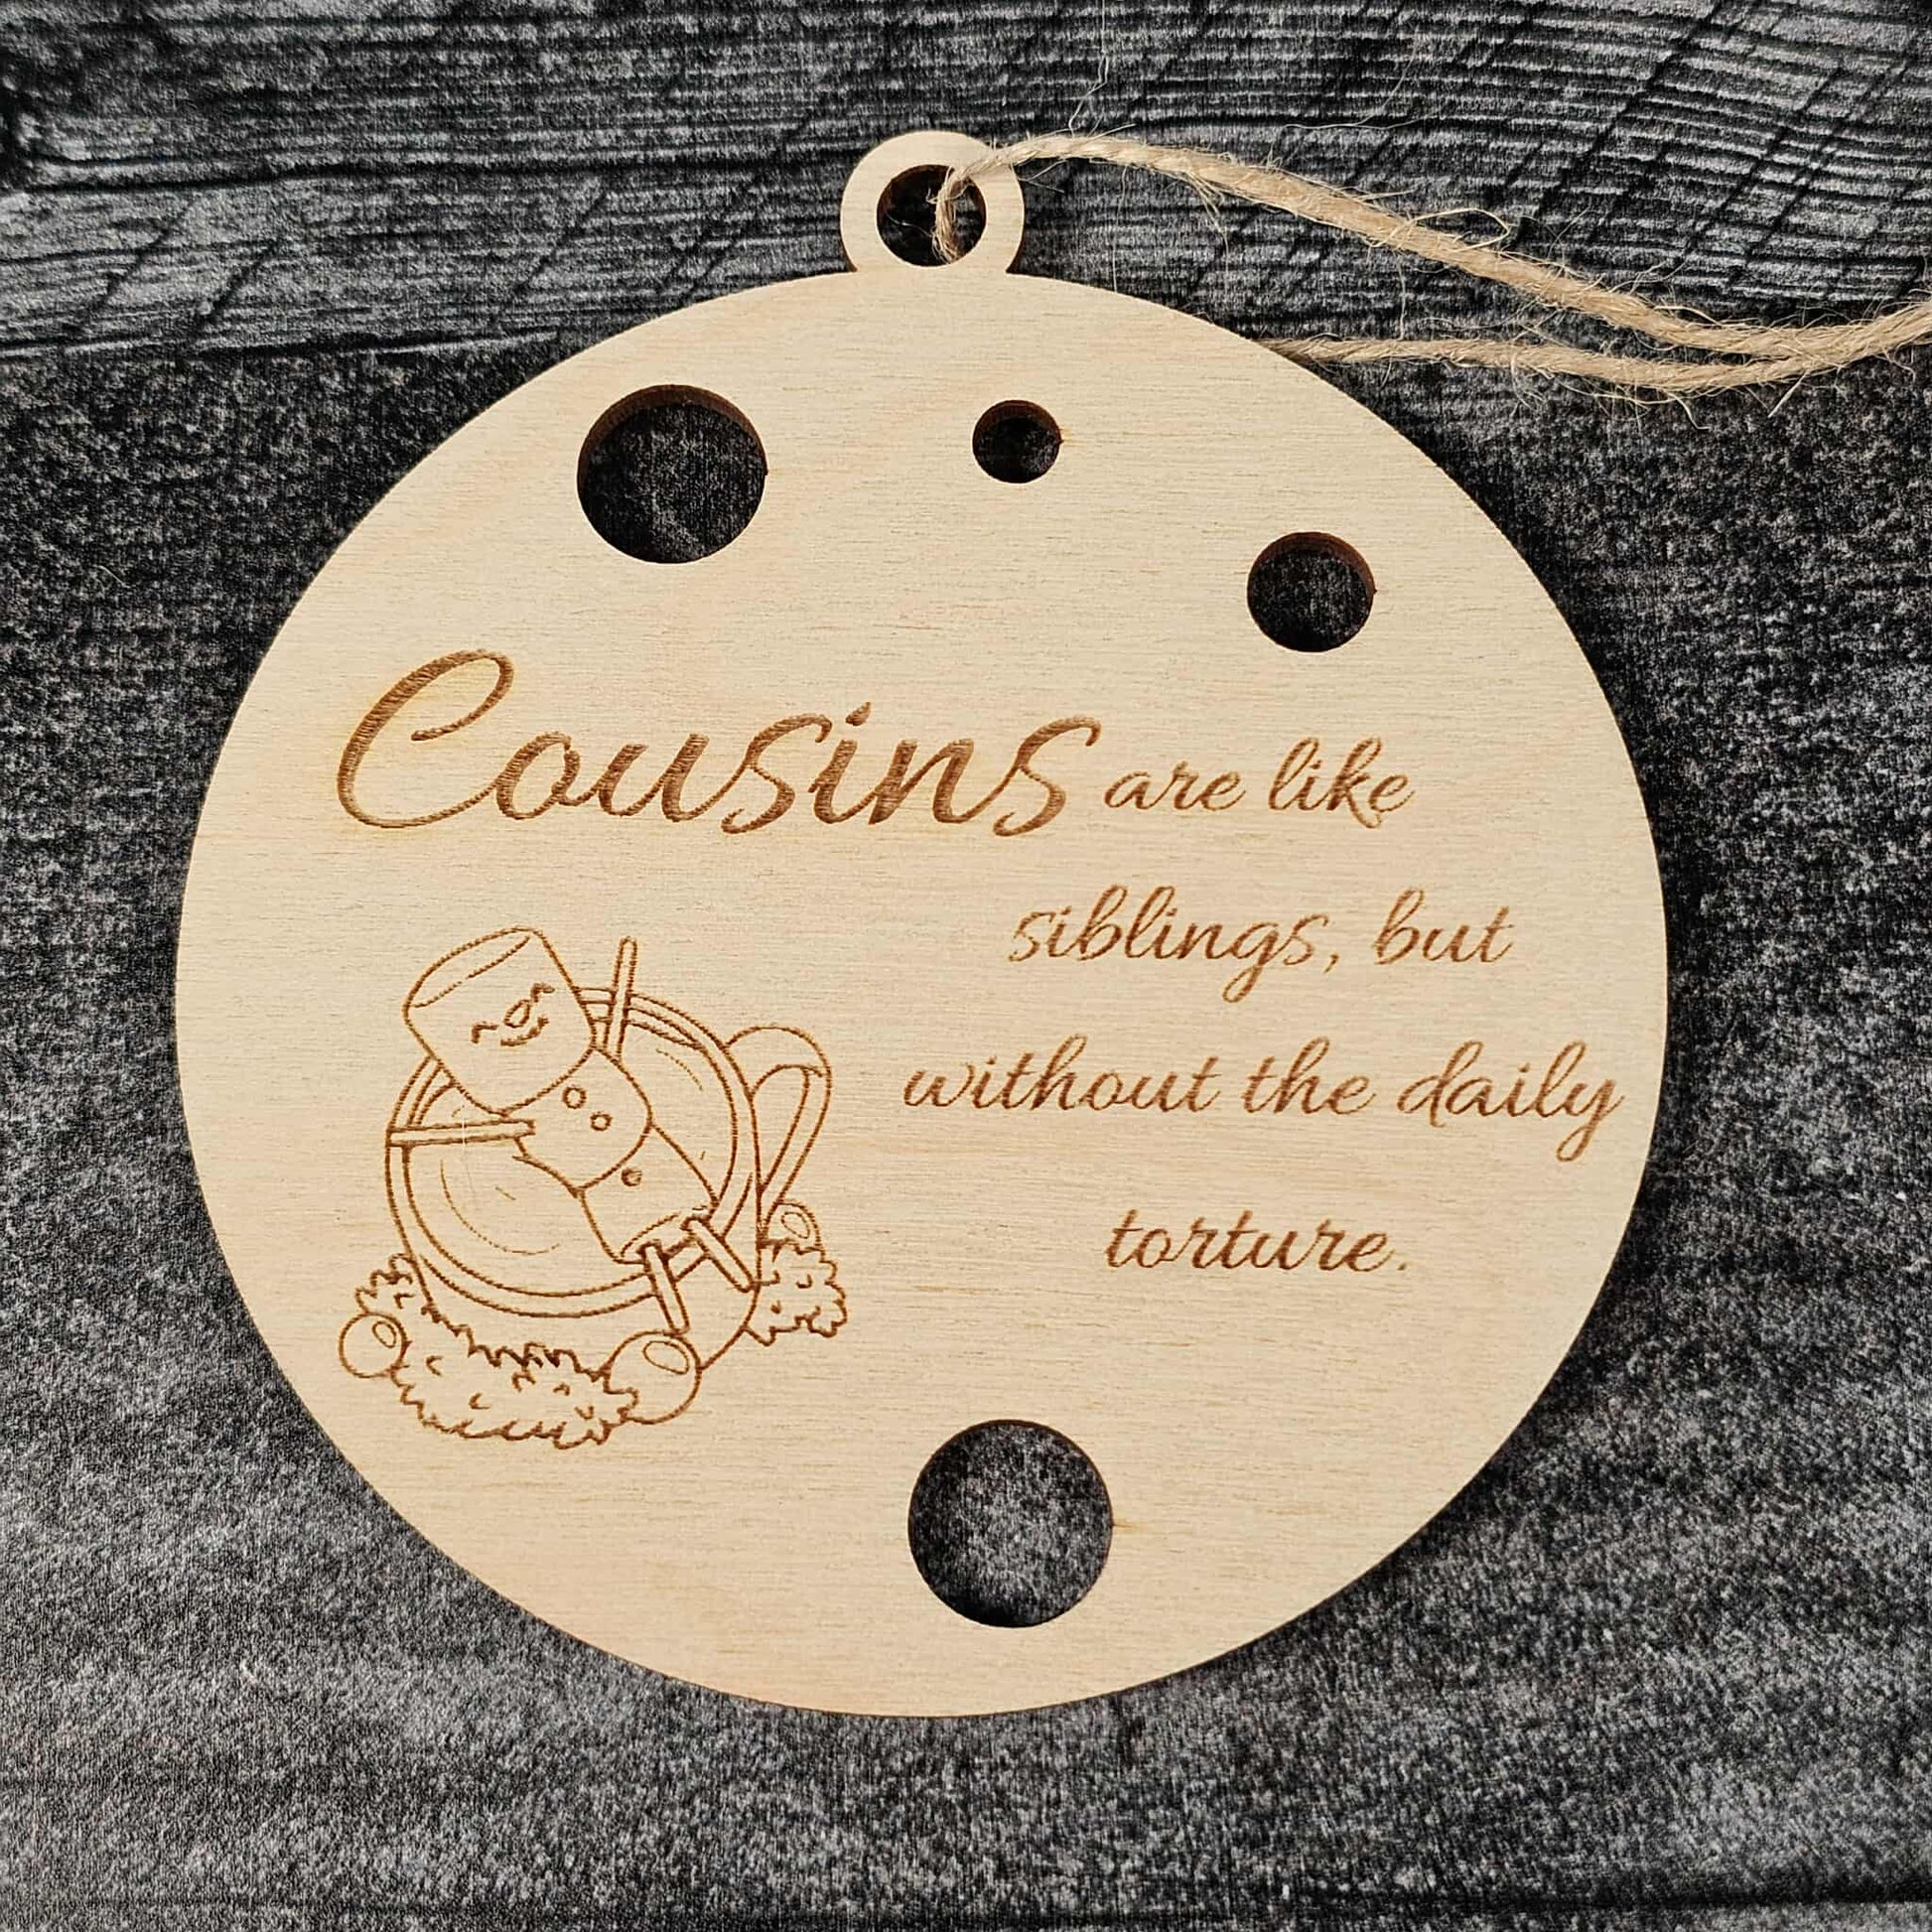 Cousins are like
siblings, but
without the daily
torture.